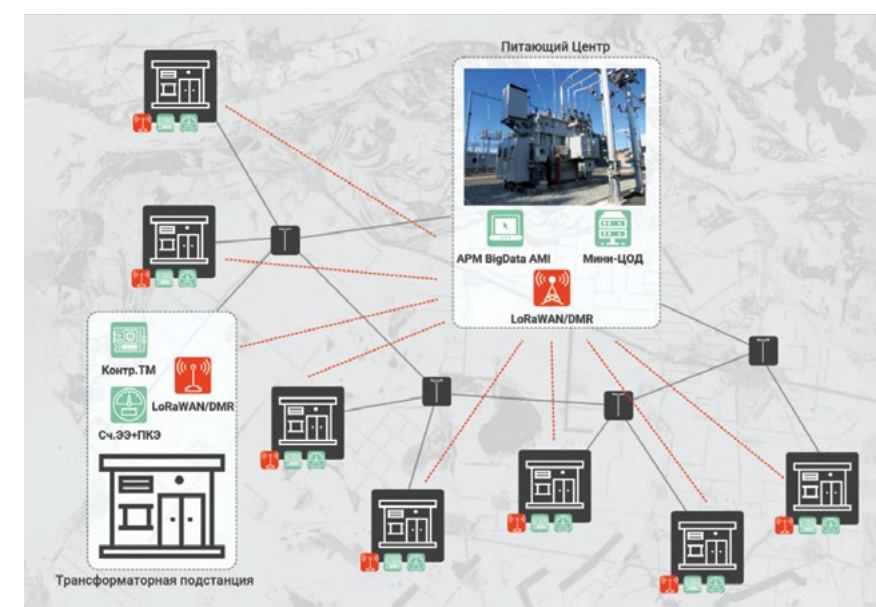 Питающий Центр
АРМ BigData AMI
Мини-ЦОД
LoRaWAN/DMR
Контр.ТМ
LoRaWAN/DMR
Сч.ЭЭ+ПКЭ
Трансформаторная подстанция